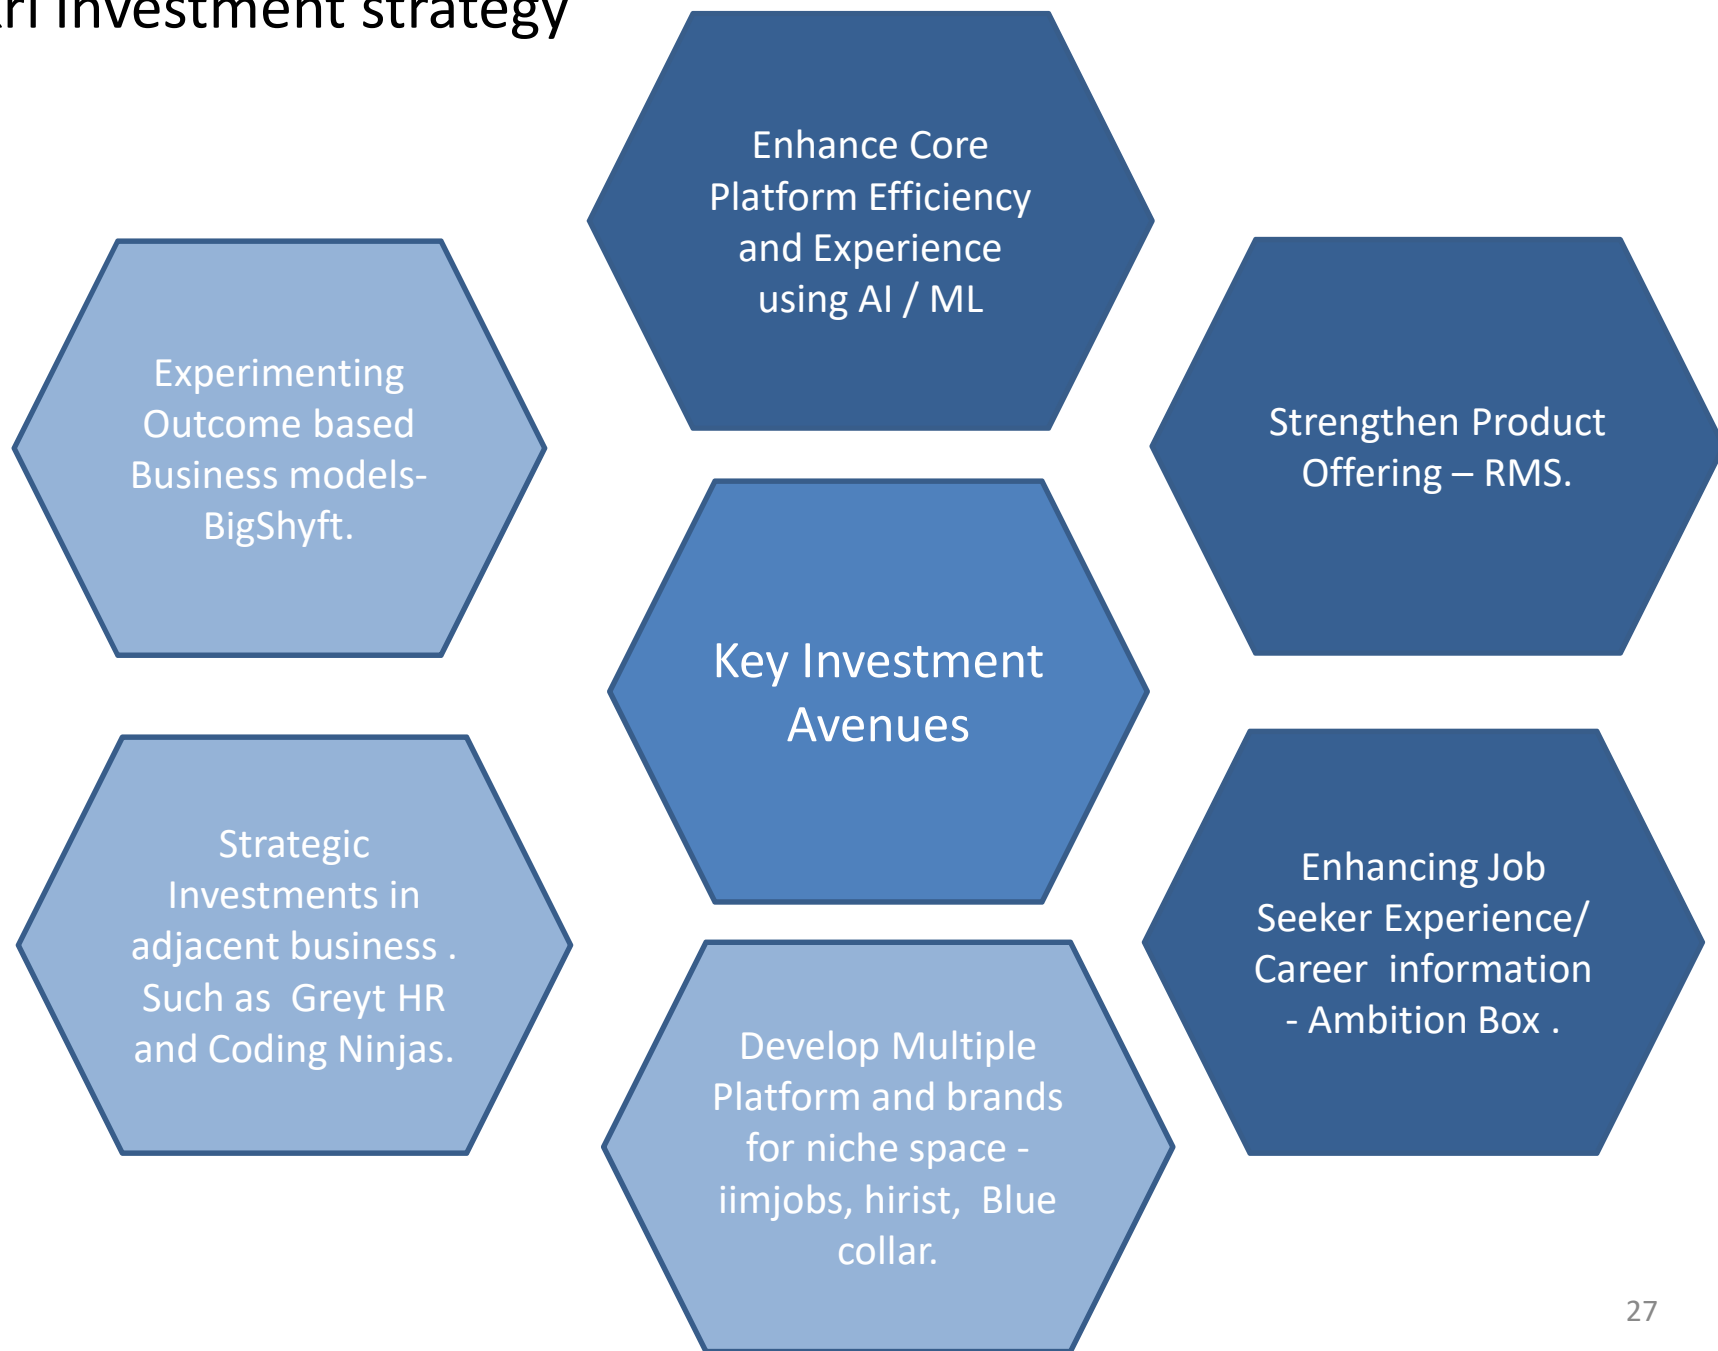 Investment strategy
Enhance Core
Platform Efficiency
and Experience
using AI / ML
Strengthen Product
Offering – RMS.
Enhancing Job
Seeker Experience/
Career information
- Ambition Box .
Develop Multiple
Platform and brands
for niche space -
iimjobs, hirist, Blue
collar.
Strategic
Investments in
adjacent business .
Such as Greyt HR
and Coding Ninjas.
Experimenting
Outcome based
Business models-
BigShyft.
Key Investment
Avenues
27